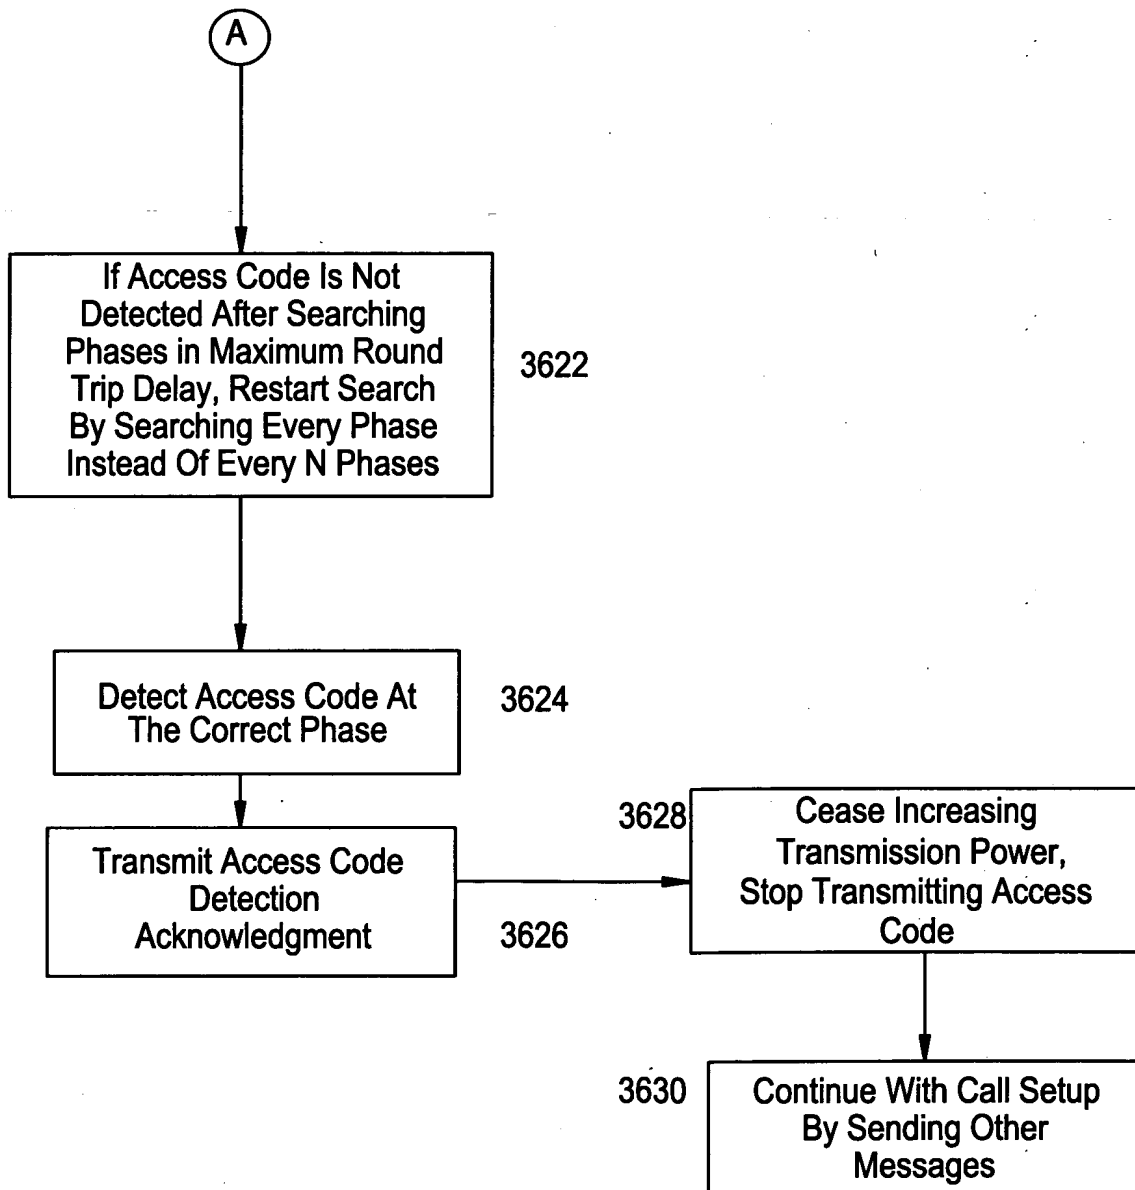 A
If Access Code Is Not
Detected After Searching
Phases in Maximum Round
Trip Delay, Restart Search
By Searching Every Phase
Instead Of Every N Phases
3622
Detect Access Code At
The Correct Phase
3624
Transmit Access Code
Detection
Acknowledgment
3626
3628
Cease Increasing
Transmission Power,
Stop Transmitting Access
Code
3630
Continue With Call Setup
By Sending Other
Messages